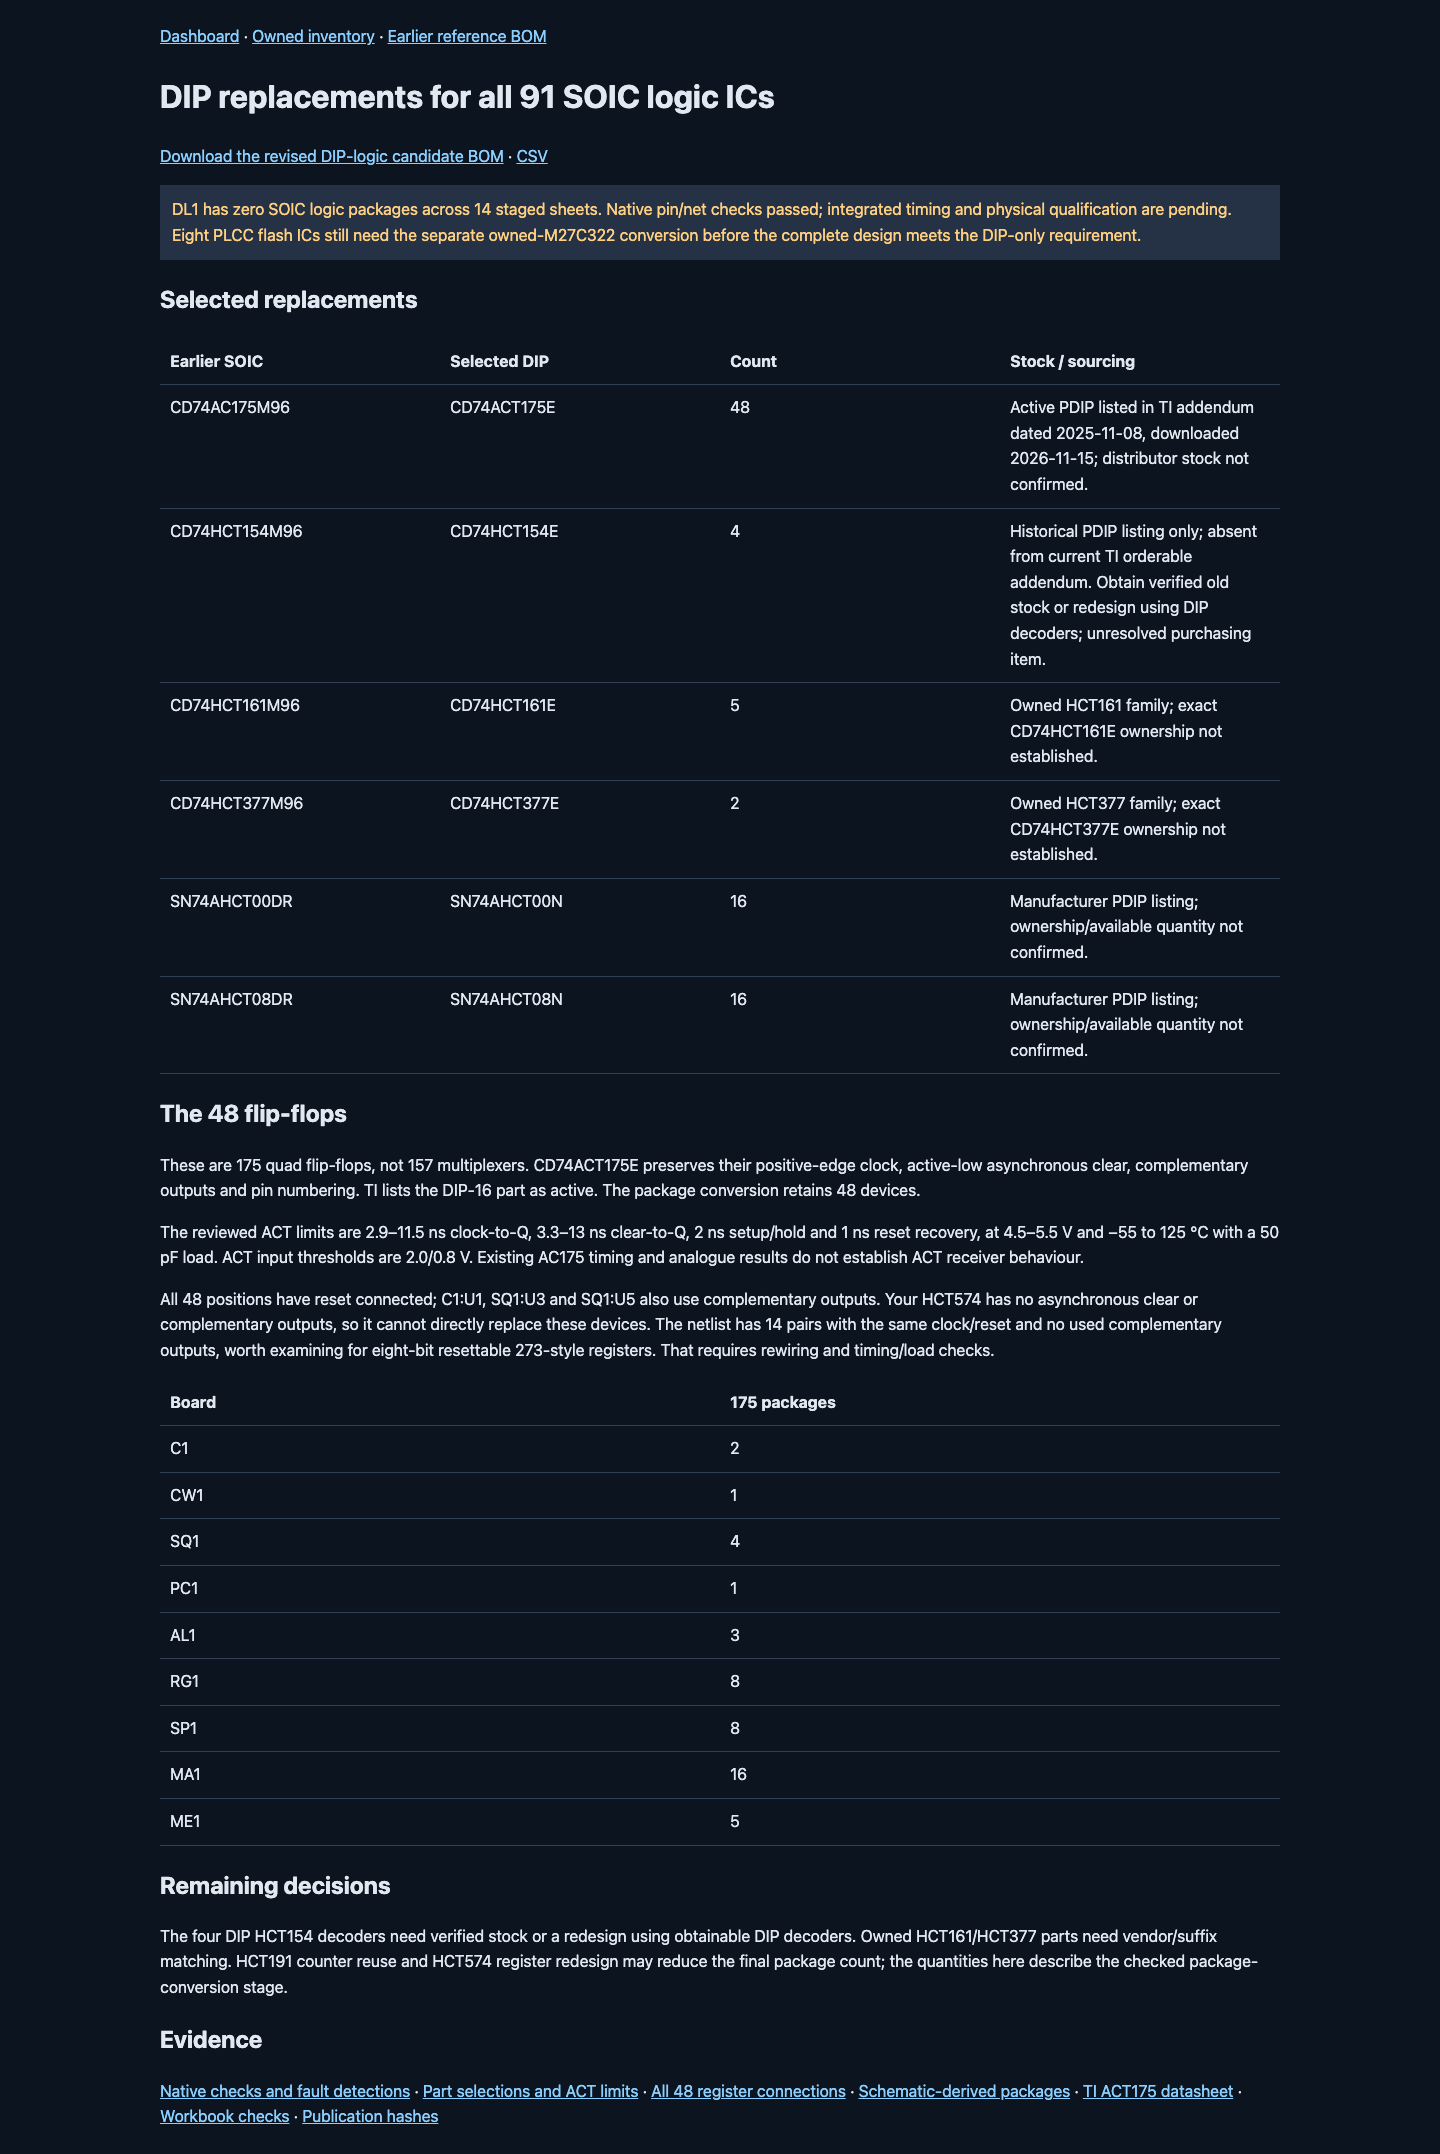 Dashboard · Owned inventory · Earlier reference BOM
DIP replacements for all 91 SOIC logic ICs
Download the revised DIP-logic candidate BOM · CSV
DL1 has zero SOIC logic packages across 14 staged sheets. Native pin/net checks passed; integrated timing and physical qualification are pending.
Eight PLCC flash ICs still need the separate owned-M27C322 conversion before the complete design meets the DIP-only requirement.
Selected replacements
Earlier SOIC Selected DIP Count Stock / sourcing
CD74AC175M96 CD74ACT175E 48 Active PDIP listed in TI addendum
dated 2025-11-08, downloaded
2026-11-15; distributor stock not
confirmed.
CD74HCT154M96 CD74HCT154E 4 Historical PDIP listing only; absent
from current TI orderable
addendum. Obtain verified old
stock or redesign using DIP
decoders; unresolved purchasing
item.
CD74HCT161M96 CD74HCT161E 5 Owned HCT161 family; exact
CD74HCT161E ownership not
established.
CD74HCT377M96 CD74HCT377E 2 Owned HCT377 family; exact
CD74HCT377E ownership not
established.
SN74AHCT00DR SN74AHCT00N 16 Manufacturer PDIP listing;
ownership/available quantity not
confirmed.
SN74AHCT08DR SN74AHCT08N 16 Manufacturer PDIP listing;
ownership/available quantity not
confirmed.
The 48 flip-flops
These are 175 quad flip-flops, not 157 multiplexers. CD74ACT175E preserves their positive-edge clock, active-low asynchronous clear, complementary
outputs and pin numbering. TI lists the DIP-16 part as active. The package conversion retains 48 devices.
The reviewed ACT limits are 2.9–11.5 ns clock-to-Q, 3.3–13 ns clear-to-Q, 2 ns setup/hold and 1 ns reset recovery, at 4.5–5.5 V and −55 to 125 °C with a 50
pF load. ACT input thresholds are 2.0/0.8 V. Existing AC175 timing and analogue results do not establish ACT receiver behaviour.
All 48 positions have reset connected; C1:U1, SQ1:U3 and SQ1:U5 also use complementary outputs. Your HCT574 has no asynchronous clear or
complementary outputs, so it cannot directly replace these devices. The netlist has 14 pairs with the same clock/reset and no used complementary
outputs, worth examining for eight-bit resettable 273-style registers. That requires rewiring and timing/load checks.
Board 175 packages
C1 2
CW1 1
SQ1 4
PC1 1
AL1 3
RG1 8
SP1 8
MA1 16
ME1 5
Remaining decisions
The four DIP HCT154 decoders need verified stock or a redesign using obtainable DIP decoders. Owned HCT161/HCT377 parts need vendor/suffix
matching. HCT191 counter reuse and HCT574 register redesign may reduce the final package count; the quantities here describe the checked package-
conversion stage.
Evidence
Native checks and fault detections · Part selections and ACT limits · All 48 register connections · Schematic-derived packages · TI ACT175 datasheet ·
Workbook checks · Publication hashes